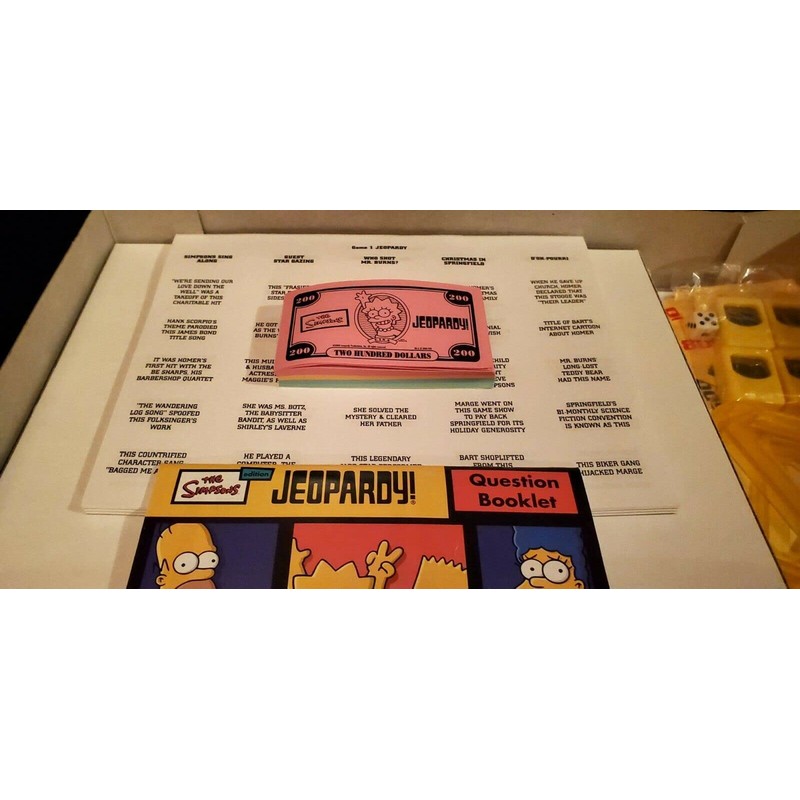 Game 1 JEOPARDY
SIMPSONS SING
ALONG
GUEST
STAR GAZING
WHO SHOT
MR. BURNS?
CHRISTMAS IN
SPRINGFIELD
D'OH-POURRI
"WE'RE SENDING OUR
LOVE DOWN THE
WELL" WAS A
TAKEOFF OF THIS
CHARITABLE HIT
THIS
STAR
WHEN HE GAVE UP
CHURCH, HOMER
DECLARED THAT
THIS STOOGE WAS
"THEIR LEADER"
HANK SCORPIO'S
THEME PARODIED
THIS JAMES BOND
TITLE SONG
HE GOT
AS THE
TITLE OF BART'S
INTERNET CARTOON
ABOUT HOMER
IT WAS HOMER'S
FIRST HIT WITH THE
BE SHARPS, HIS
BARBERSHOP QUARTET
THIS
& HUSBA
ACTRES
MAGGIE'S
MR. BURNS'
LONG LOST
TEDDY BEAR
HAD THIS NAME
"THE WANDERING
LOG SONG" SPOOFED
THIS FOLKSINGER'S
WORK
SHE WAS MS. BOTZ,
THE BABYSITTER
BANDIT, AS WELL AS
SHIRLEY'S LAVERNE
SHE SOLVED THE
MYSTERY & CLEARED
HER FATHER
MARGE WENT ON
THIS GAME SHOW
TO PAY BACK
SPRINGFIELD FOR ITS
HOLIDAY GENEROSITY
SPRINGFIELD'S
BI MONTHLY SCIENCE
FICTION CONVENTION
IS KNOWN AS THIS
THIS COUNTRIFIED
CHARACTER SANG
"BAGGED ME A
HE PLAYED A
COMPUTER, THE
THIS LEGENDARY
BART SHOPLIFTED
FROM THIS
THIS BIKER GANG
HIJACKED MARGE
200
200
THE
SIMPSONS
JEOPARDY!
200
TWO HUNDRED DOLLARS
200
THE
SIMPSONS
edition
JEOPARDY!
Question
Booklet